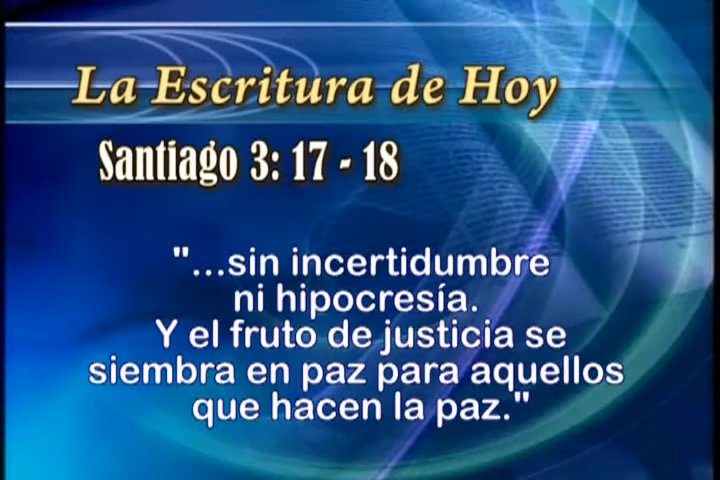 La Escritura de Hoy
Santiago 3: 17 - 18
"...sin incertidumbre
ni hipocresía.
Y el fruto de justicia se
siembra en paz para aquellos
que hacen la paz."